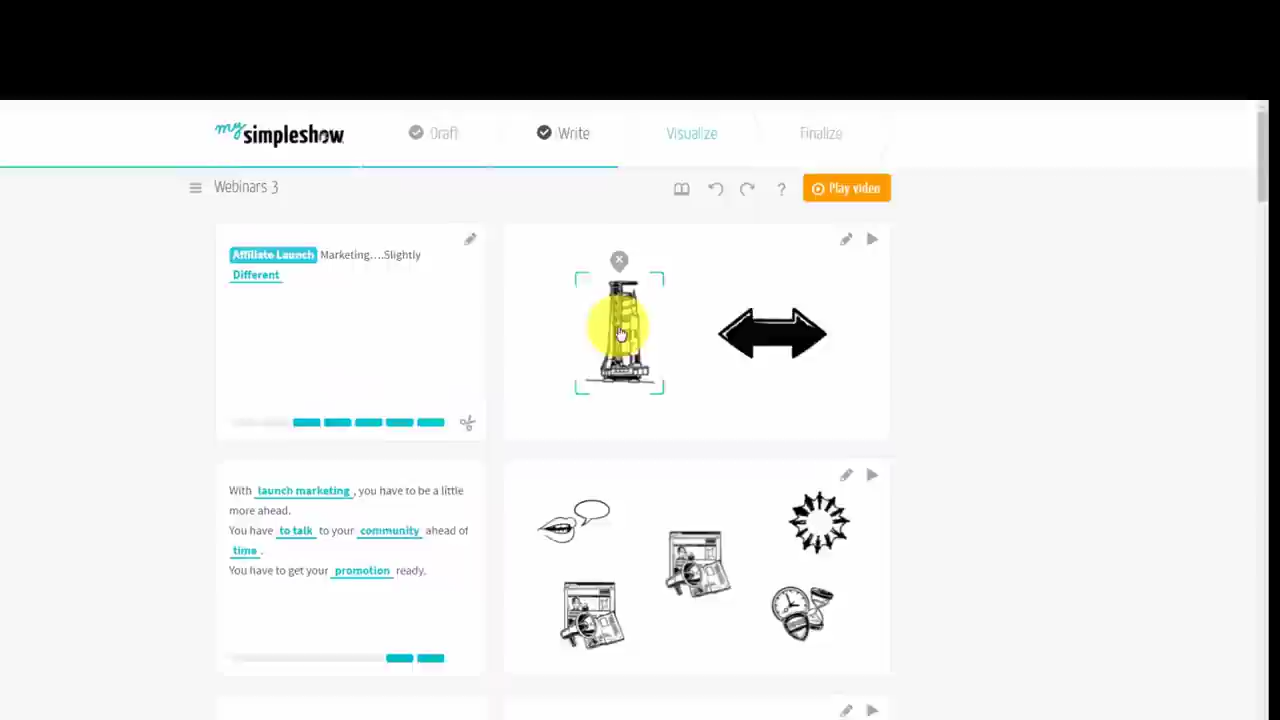 my simpleshow
Draft
Write
Visualize
Finalize
Webinars 3
?
Play video
Affiliate Launch Marketing....Slightly
Different
With launch marketing , you have to be a little
more ahead.
You have to talk to your community ahead of
time .
You have to get your promotion ready.